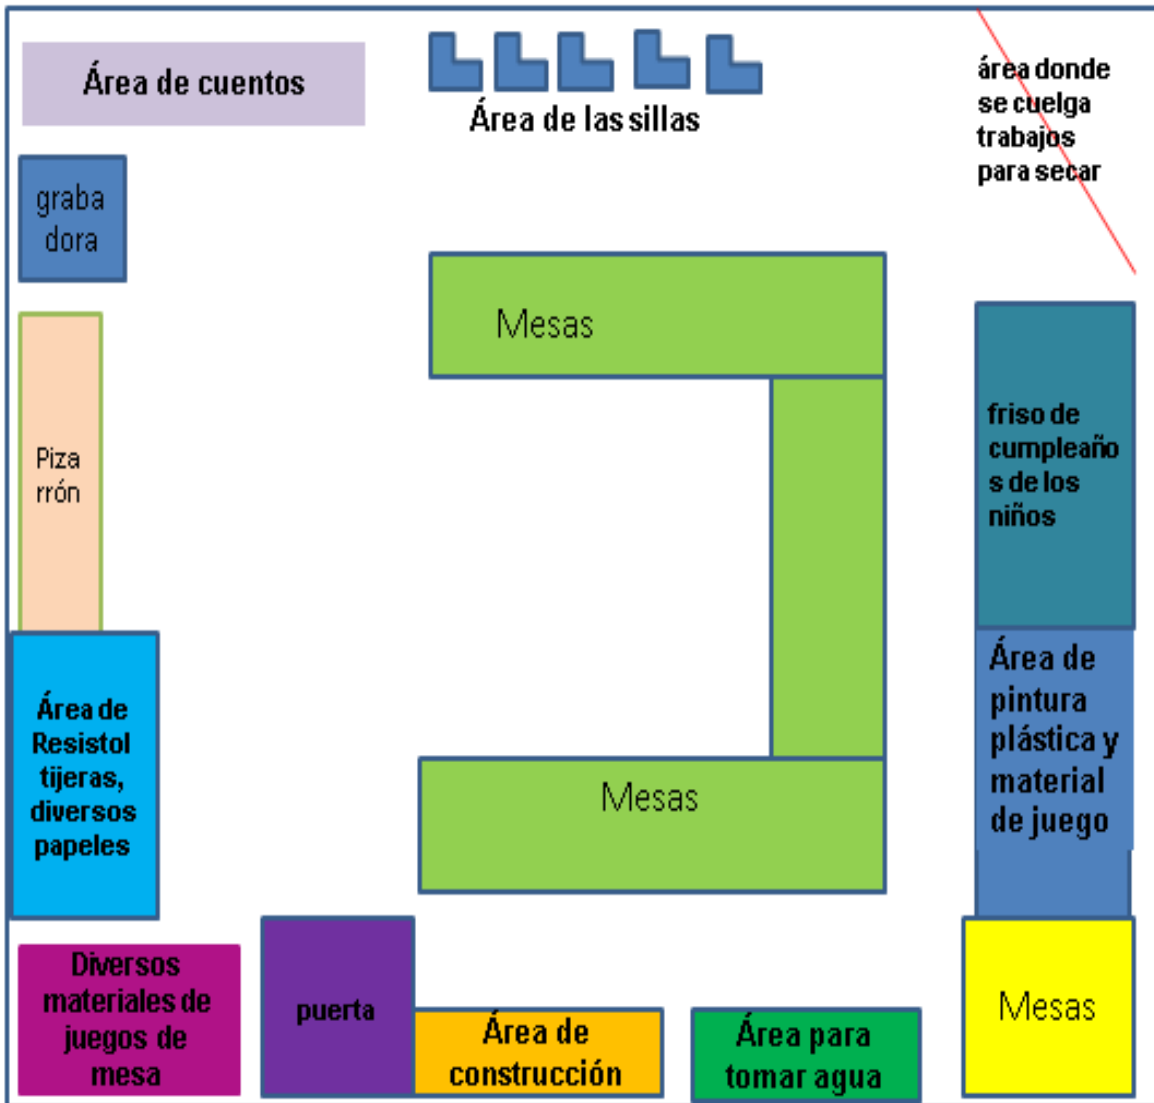 Área de cuentos
Área de las sillas
área donde
se cuelga
trabajos
para secar
graba
dora
Mesas
Piza
rrón
friso de
cumpleaño
s de los
niños
Área de
Resistol
tijeras,
diversos
papeles
Mesas
Área de
pintura
plástica y
material
de juego
Diversos
materiales de
juegos de
mesa
puerta
Área de
construcción
Área para
tomar agua
Mesas